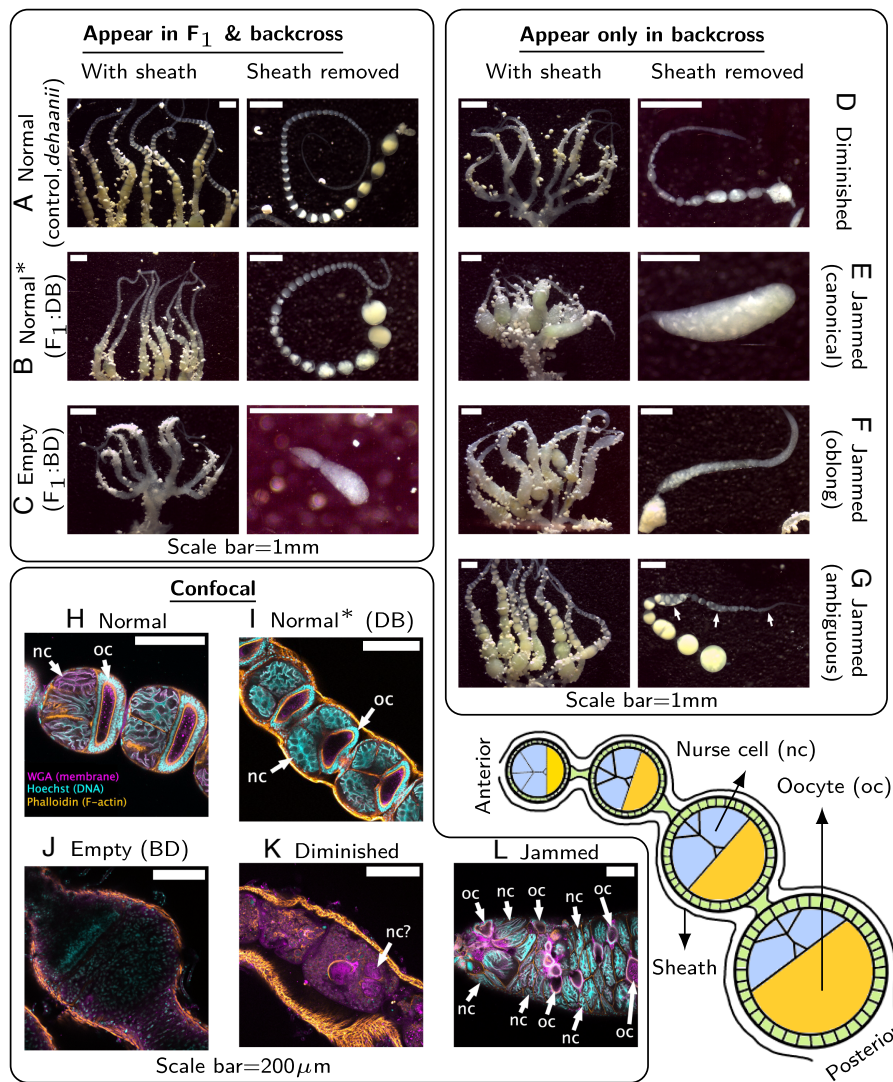 Appear in F1 & backcross
With sheath
Sheath removed
A Normal
(control,dehaanii)
B Normal*
(F1:DB)
C Empty
(F1:BD)
Scale bar=1mm
Appear only in backcross
With sheath
Sheath removed
D Diminished
E Jammed
(canonical)
F Jammed
(oblong)
G Jammed
(ambiguous)
Scale bar=1mm
Confocal
H Normal
nc
oc
WGA (membrane)
Hoechst (DNA)
Phalloidin (F-actin)
I Normal* (DB)
oc
nc
J Empty (BD)
K Diminished
nc?
L Jammed
oc
nc
oc
nc
oc
nc
nc
oc
nc
oc
Scale bar=200μm
Anterior
Nurse cell (nc)
Oocyte (oc)
Sheath
Posterior